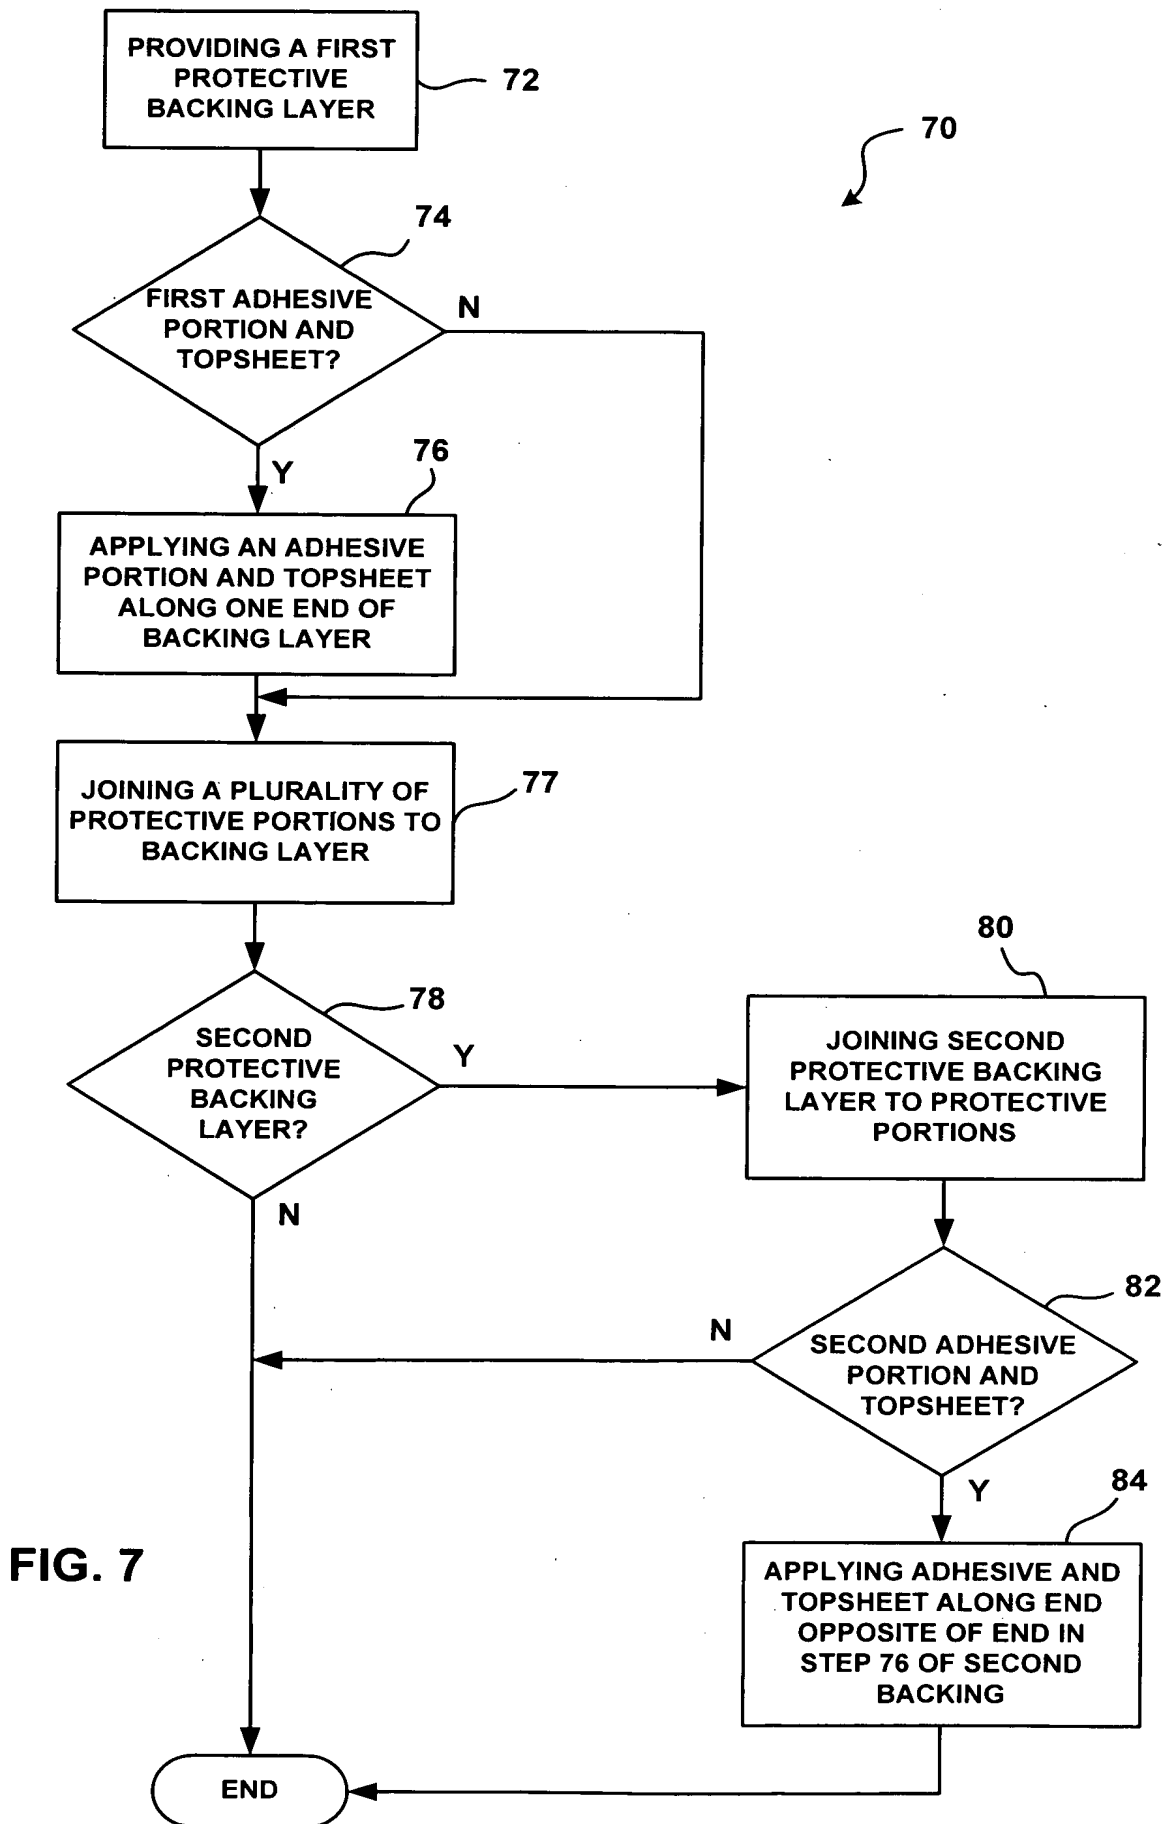 PROVIDING A FIRST
PROTECTIVE
BACKING LAYER
72
70
74
FIRST ADHESIVE
PORTION AND
TOPSHEET?
N
Y
76
APPLYING AN ADHESIVE
PORTION AND TOPSHEET
ALONG ONE END OF
BACKING LAYER
JOINING A PLURALITY OF
PROTECTIVE PORTIONS TO
BACKING LAYER
77
78
SECOND
PROTECTIVE
BACKING
LAYER?
Y
N
80
JOINING SECOND
PROTECTIVE BACKING
LAYER TO PROTECTIVE
PORTIONS
82
SECOND ADHESIVE
PORTION AND
TOPSHEET?
N
Y
84
APPLYING ADHESIVE AND
TOPSHEET ALONG END
OPPOSITE OF END IN
STEP 76 OF SECOND
BACKING
FIG. 7
END